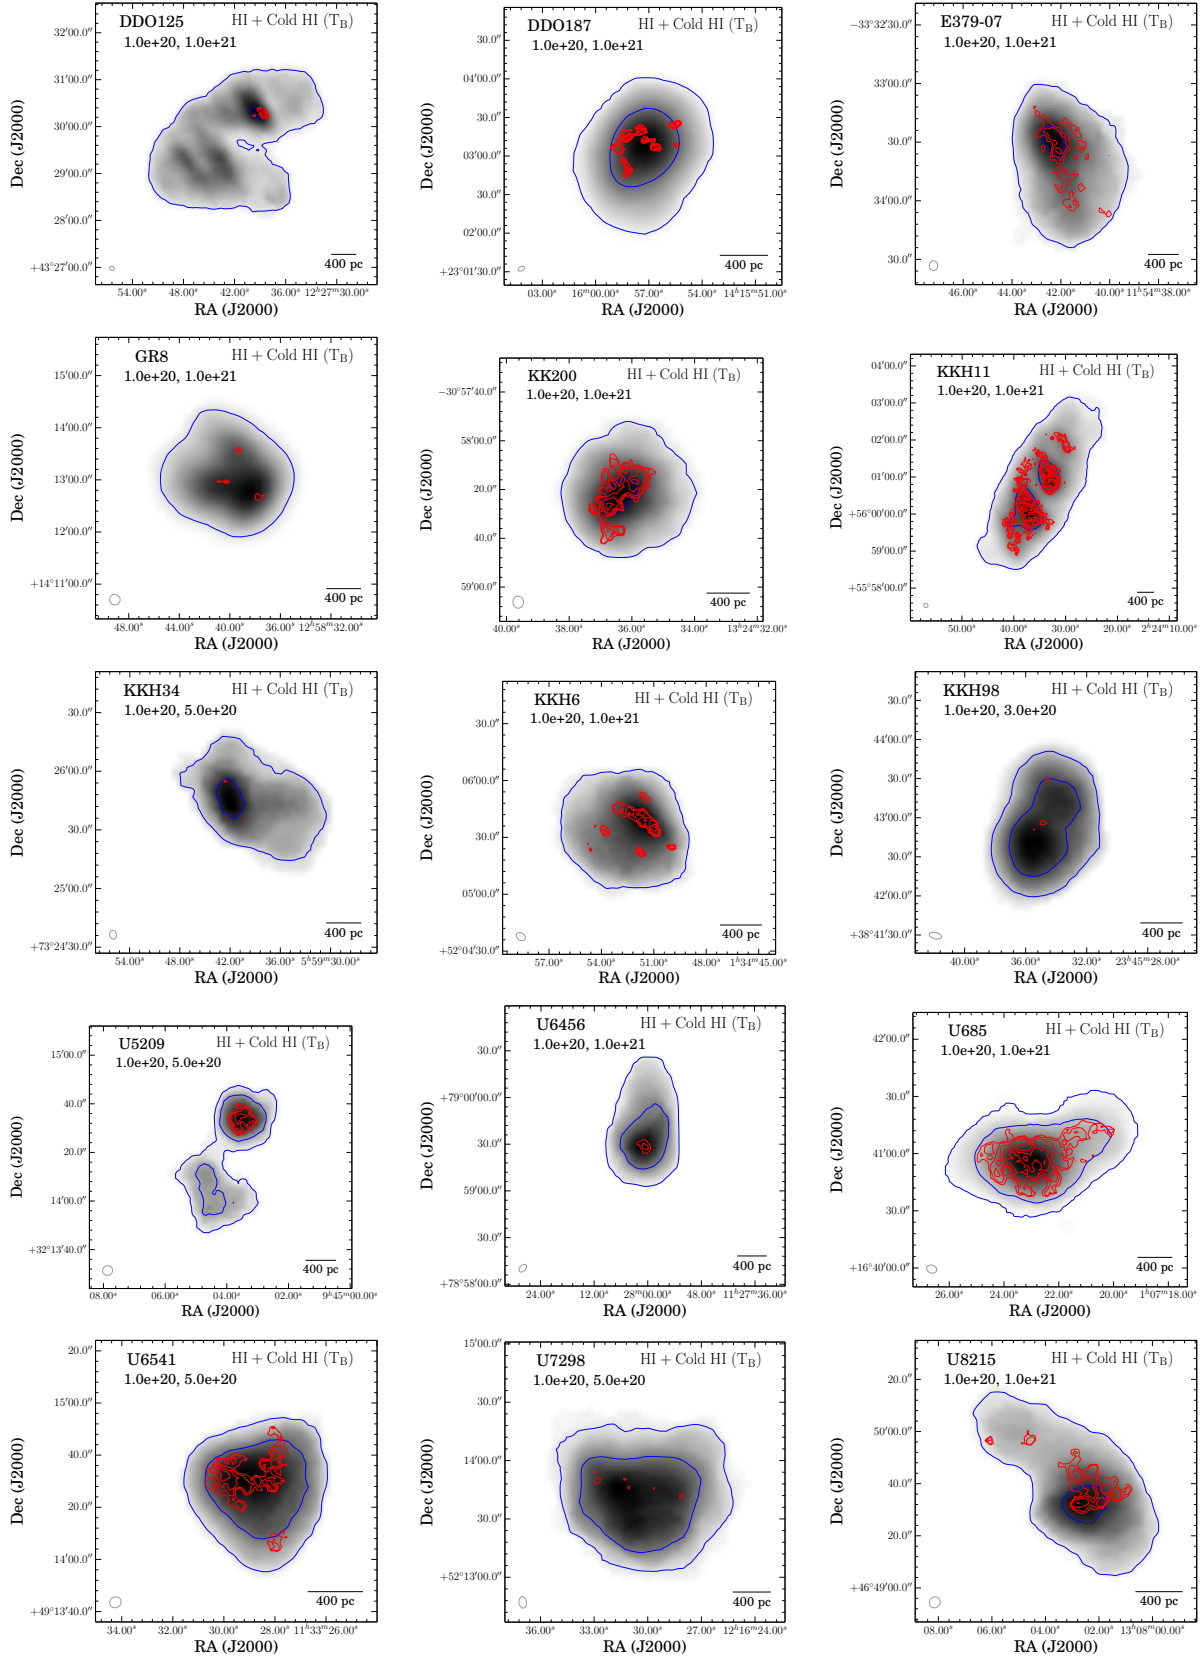 DDO125 HI + Cold HI (T_B)
1.0e+20, 1.0e+21
32′00.0″
31′00.0″
30′00.0″
29′00.0″
28′00.0″
+43°27′00.0″
Dec (J2000)
400 pc
54.00ˢ 48.00ˢ 42.00ˢ 36.00ˢ 12ʰ27ᵐ30.00ˢ
RA (J2000)
DDO187 HI + Cold HI (T_B)
1.0e+20, 1.0e+21
30.0″
04′00.0″
30.0″
03′00.0″
30.0″
02′00.0″
+23°01′30.0″
Dec (J2000)
400 pc
03.00ˢ 16ᵐ00.00ˢ 57.00ˢ 54.00ˢ 14ʰ15ᵐ51.00ˢ
RA (J2000)
E379-07 HI + Cold HI (T_B)
1.0e+20, 1.0e+21
−33°32′30.0″
33′00.0″
30.0″
34′00.0″
30.0″
Dec (J2000)
400 pc
46.00ˢ 44.00ˢ 42.00ˢ 40.00ˢ 11ʰ54ᵐ38.00ˢ
RA (J2000)
GR8 HI + Cold HI (T_B)
1.0e+20, 1.0e+21
15′00.0″
14′00.0″
13′00.0″
12′00.0″
+14°11′00.0″
Dec (J2000)
400 pc
48.00ˢ 44.00ˢ 40.00ˢ 36.00ˢ 12ʰ58ᵐ32.00ˢ
RA (J2000)
KK200 HI + Cold HI (T_B)
1.0e+20, 1.0e+21
−30°57′40.0″
58′00.0″
20.0″
40.0″
59′00.0″
Dec (J2000)
400 pc
40.00ˢ 38.00ˢ 36.00ˢ 34.00ˢ 13ʰ24ᵐ32.00ˢ
RA (J2000)
KKH11 HI + Cold HI (T_B)
1.0e+20, 1.0e+21
04′00.0″
03′00.0″
02′00.0″
01′00.0″
+56°00′00.0″
59′00.0″
+55°58′00.0″
Dec (J2000)
400 pc
50.00ˢ 40.00ˢ 30.00ˢ 20.00ˢ 2ʰ24ᵐ10.00ˢ
RA (J2000)
KKH34 HI + Cold HI (T_B)
1.0e+20, 5.0e+20
30.0″
26′00.0″
30.0″
25′00.0″
+73°24′30.0″
Dec (J2000)
400 pc
54.00ˢ 48.00ˢ 42.00ˢ 36.00ˢ 5ʰ59ᵐ30.00ˢ
RA (J2000)
KKH6 HI + Cold HI (T_B)
1.0e+20, 1.0e+21
30.0″
06′00.0″
30.0″
05′00.0″
+52°04′30.0″
Dec (J2000)
400 pc
57.00ˢ 54.00ˢ 51.00ˢ 48.00ˢ 1ʰ34ᵐ45.00ˢ
RA (J2000)
KKH98 HI + Cold HI (T_B)
1.0e+20, 3.0e+20
30.0″
44′00.0″
30.0″
43′00.0″
30.0″
42′00.0″
+38°41′30.0″
Dec (J2000)
400 pc
40.00ˢ 36.00ˢ 32.00ˢ 23ʰ45ᵐ28.00ˢ
RA (J2000)
U5209 HI + Cold HI (T_B)
1.0e+20, 5.0e+20
15′00.0″
40.0″
20.0″
14′00.0″
+32°13′40.0″
Dec (J2000)
400 pc
08.00ˢ 06.00ˢ 04.00ˢ 02.00ˢ 9ʰ45ᵐ00.00ˢ
RA (J2000)
U6456 HI + Cold HI (T_B)
1.0e+20, 1.0e+21
30.0″
+79°00′00.0″
30.0″
59′00.0″
30.0″
+78°58′00.0″
Dec (J2000)
400 pc
24.00ˢ 12.00ˢ 28ᵐ00.00ˢ 48.00ˢ 11ʰ27ᵐ36.00ˢ
RA (J2000)
U685 HI + Cold HI (T_B)
1.0e+20, 1.0e+21
42′00.0″
30.0″
41′00.0″
30.0″
+16°40′00.0″
Dec (J2000)
400 pc
26.00ˢ 24.00ˢ 22.00ˢ 20.00ˢ 1ʰ07ᵐ18.00ˢ
RA (J2000)
U6541 HI + Cold HI (T_B)
1.0e+20, 5.0e+20
20.0″
15′00.0″
40.0″
20.0″
14′00.0″
+49°13′40.0″
Dec (J2000)
400 pc
34.00ˢ 32.00ˢ 30.00ˢ 28.00ˢ 11ʰ33ᵐ26.00ˢ
RA (J2000)
U7298 HI + Cold HI (T_B)
1.0e+20, 5.0e+20
15′00.0″
30.0″
14′00.0″
30.0″
+52°13′00.0″
Dec (J2000)
400 pc
36.00ˢ 33.00ˢ 30.00ˢ 27.00ˢ 12ʰ16ᵐ24.00ˢ
RA (J2000)
U8215 HI + Cold HI (T_B)
1.0e+20, 1.0e+21
20.0″
50′00.0″
40.0″
20.0″
+46°49′00.0″
Dec (J2000)
400 pc
08.00ˢ 06.00ˢ 04.00ˢ 02.00ˢ 13ʰ08ᵐ00.00ˢ
RA (J2000)